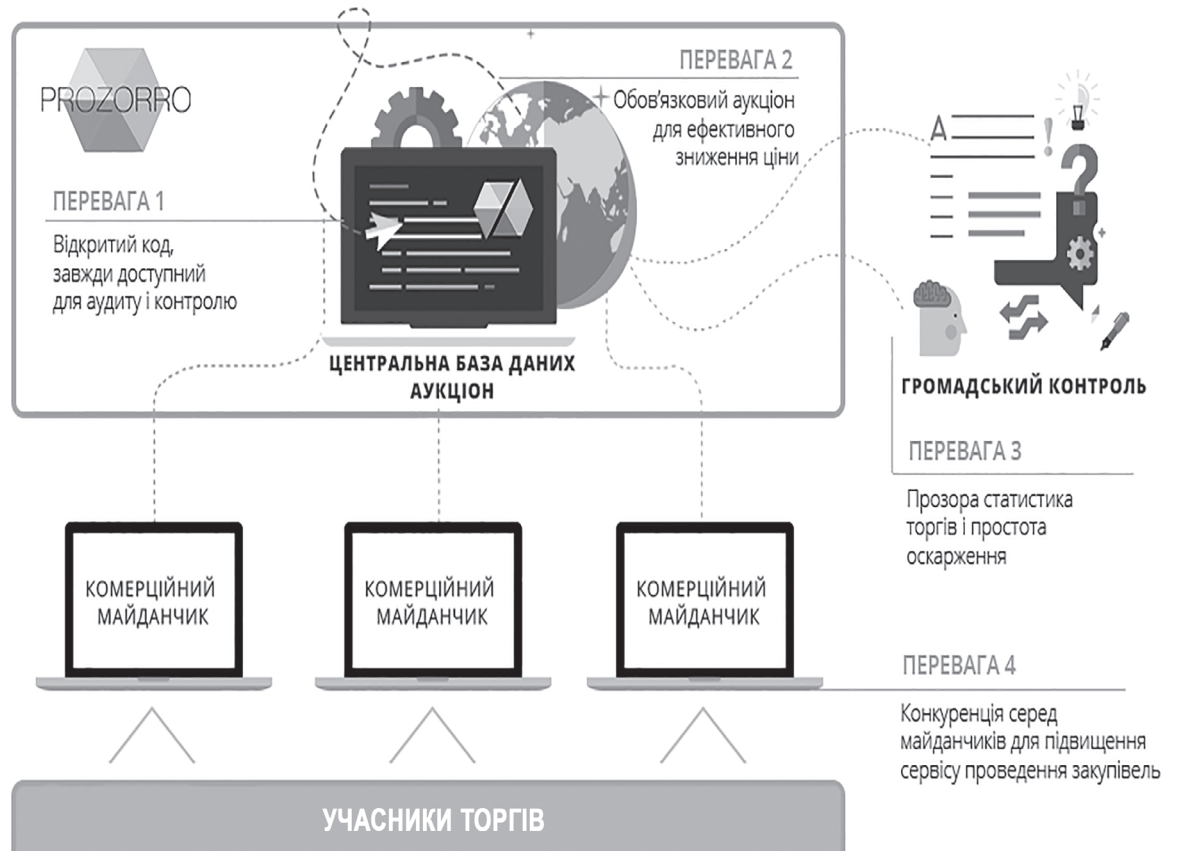 PROZORRO
ПЕРЕВАГА 1
Відкритий код,
завжди доступний
для аудиту і контролю
ПЕРЕВАГА 2
Обов’язковий аукціон
для ефективного
зниження ціни
ЦЕНТРАЛЬНА БАЗА ДАНИХ
АУКЦІОН
А
!
?
ГРОМАДСЬКИЙ КОНТРОЛЬ
ПЕРЕВАГА 3
Прозора статистика
торгів і простота
оскарження
КОМЕРЦІЙНИЙ
МАЙДАНЧИК
КОМЕРЦІЙНИЙ
МАЙДАНЧИК
КОМЕРЦІЙНИЙ
МАЙДАНЧИК
ПЕРЕВАГА 4
Конкуренція серед
майданчиків для підвищення
сервісу проведення закупівель
УЧАСНИКИ ТОРГІВ